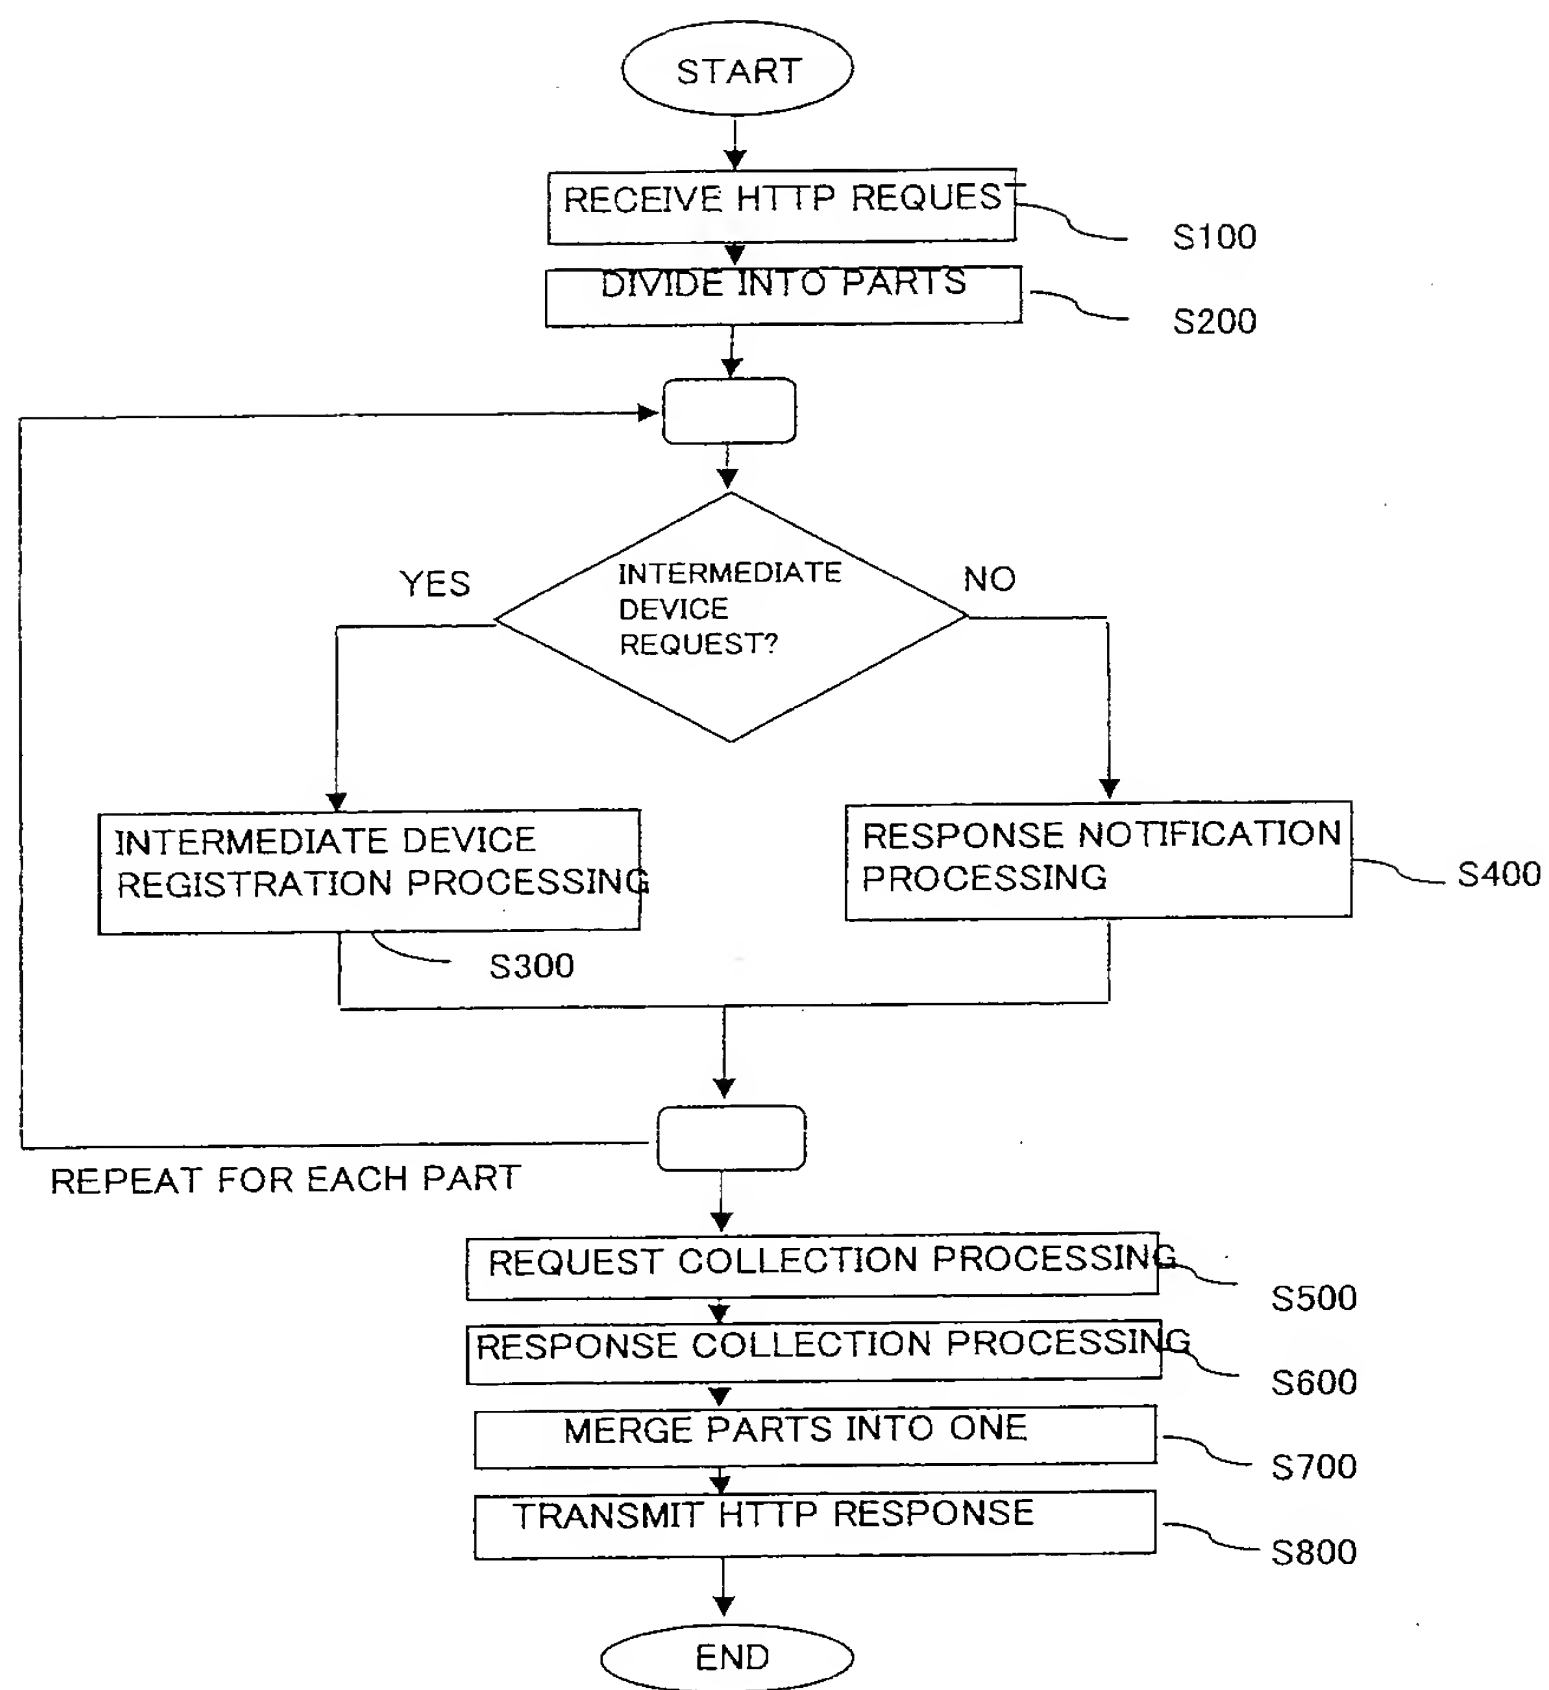 START
RECEIVE HTTP REQUEST
S100
DIVIDE INTO PARTS
S200
YES
INTERMEDIATE
DEVICE
REQUEST?
NO
INTERMEDIATE DEVICE
REGISTRATION PROCESSING
S300
RESPONSE NOTIFICATION
PROCESSING
S400
REPEAT FOR EACH PART
REQUEST COLLECTION PROCESSING
S500
RESPONSE COLLECTION PROCESSING
S600
MERGE PARTS INTO ONE
S700
TRANSMIT HTTP RESPONSE
S800
END